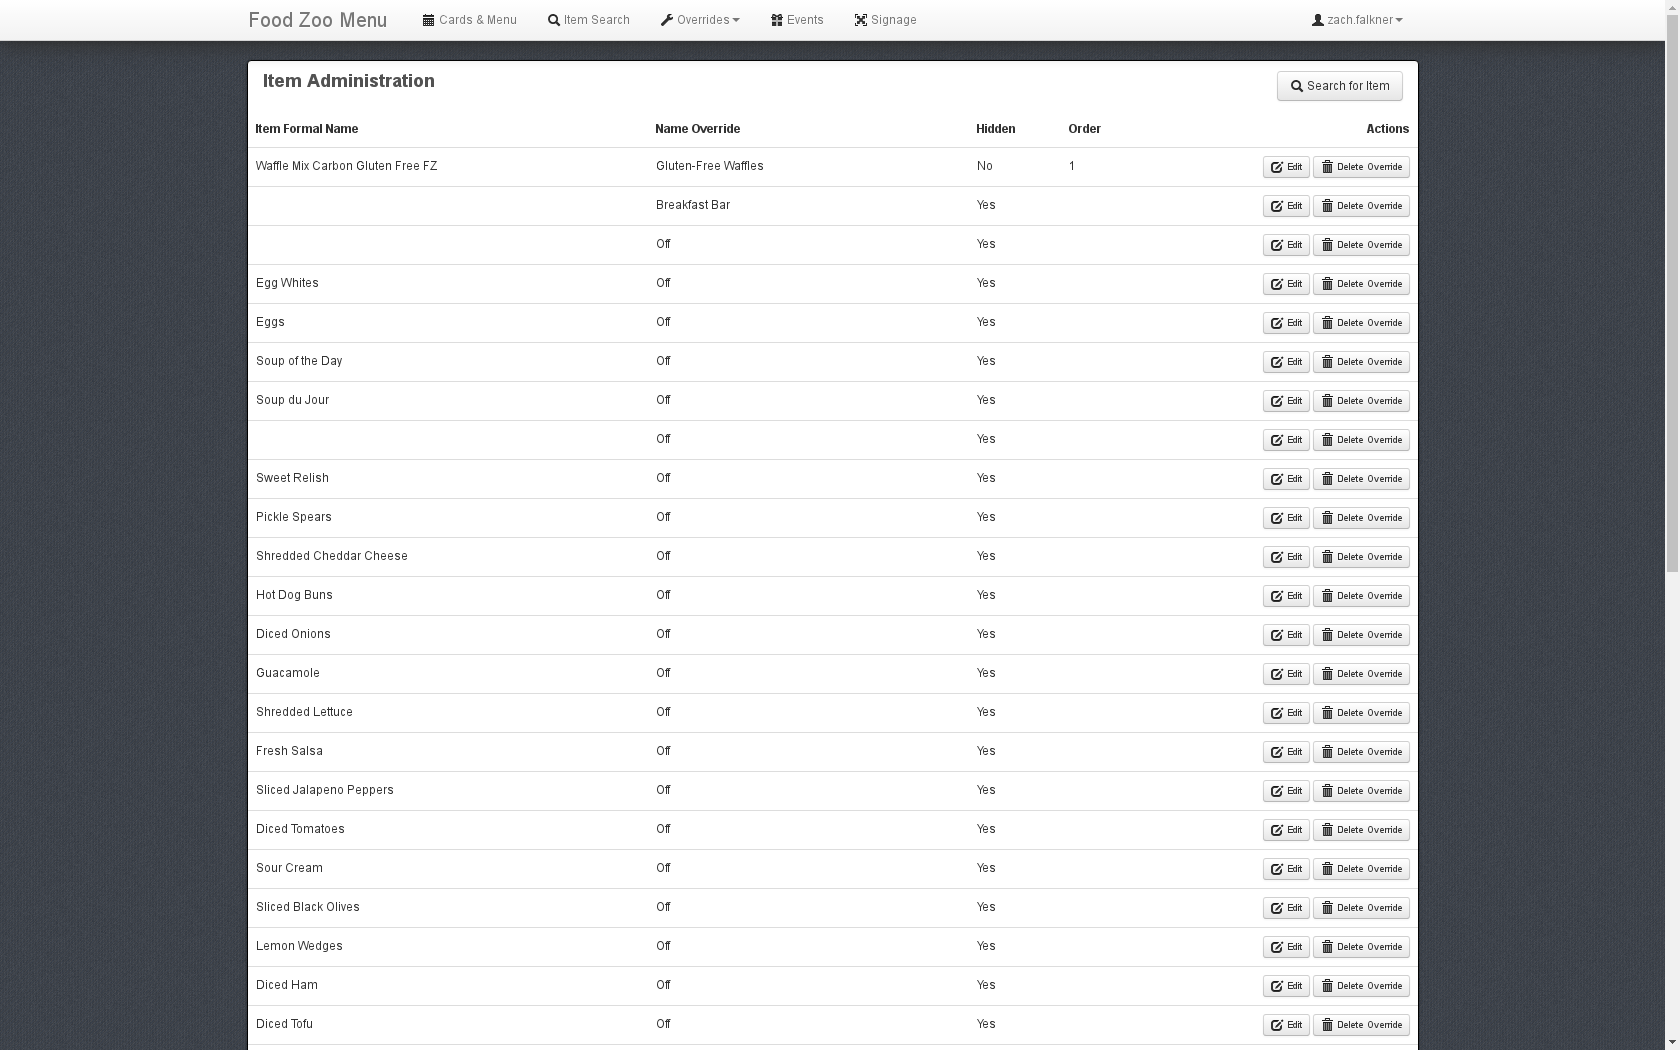 Food Zoo Menu Cards & Menu Item Search Overrides Events Signage zach.falkner
Item Administration Search for Item
Item Formal Name Name Override Hidden Order Actions
Waffle Mix Carbon Gluten Free FZ Gluten-Free Waffles No 1 Edit Delete Override
Breakfast Bar Yes Edit Delete Override
Off Yes Edit Delete Override
Egg Whites Off Yes Edit Delete Override
Eggs Off Yes Edit Delete Override
Soup of the Day Off Yes Edit Delete Override
Soup du Jour Off Yes Edit Delete Override
Off Yes Edit Delete Override
Sweet Relish Off Yes Edit Delete Override
Pickle Spears Off Yes Edit Delete Override
Shredded Cheddar Cheese Off Yes Edit Delete Override
Hot Dog Buns Off Yes Edit Delete Override
Diced Onions Off Yes Edit Delete Override
Guacamole Off Yes Edit Delete Override
Shredded Lettuce Off Yes Edit Delete Override
Fresh Salsa Off Yes Edit Delete Override
Sliced Jalapeno Peppers Off Yes Edit Delete Override
Diced Tomatoes Off Yes Edit Delete Override
Sour Cream Off Yes Edit Delete Override
Sliced Black Olives Off Yes Edit Delete Override
Lemon Wedges Off Yes Edit Delete Override
Diced Ham Off Yes Edit Delete Override
Diced Tofu Off Yes Edit Delete Override